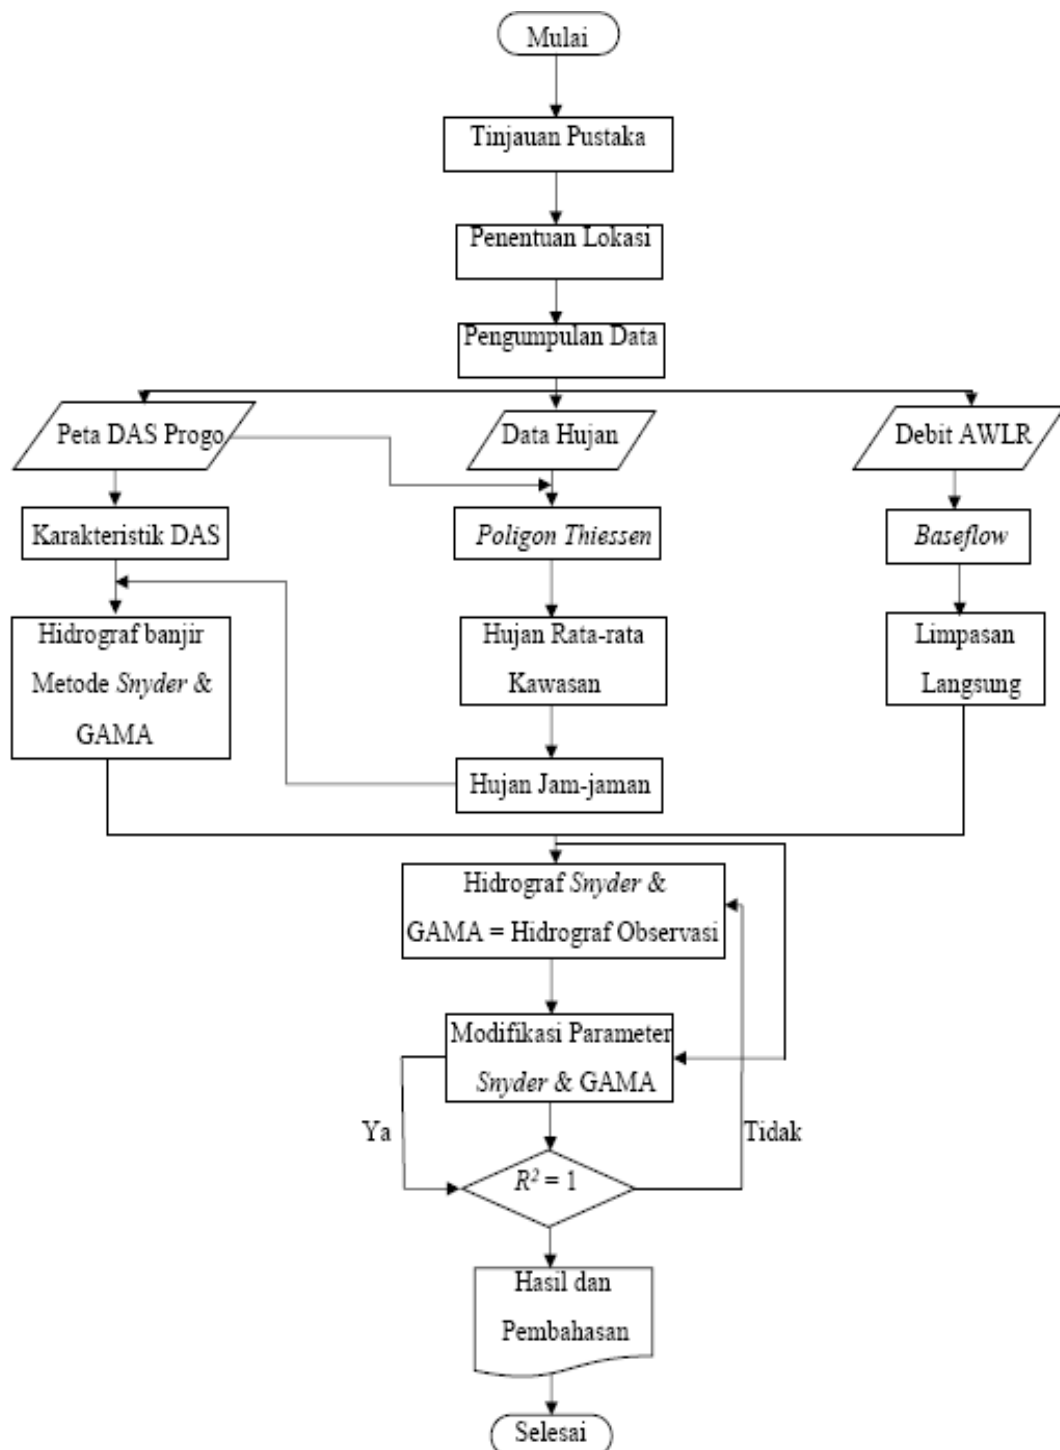 Mulai
Tinjauan Pustaka
Penentuan Lokasi
Pengumpulan Data
Peta DAS Progo
Data Hujan
Debit AWLR
Karakteristik DAS
Poligon Thiessen
Baseflow
Hidrograf banjir
Metode Snyder &
GAMA
Hujan Rata-rata
Kawasan
Limpasan
Langsung
Hujan Jam-jaman
Hidrograf Snyder &
GAMA = Hidrograf Observasi
Modifikasi Parameter
Snyder & GAMA
Ya
Tidak
R² = 1
Hasil dan
Pembahasan
Selesai